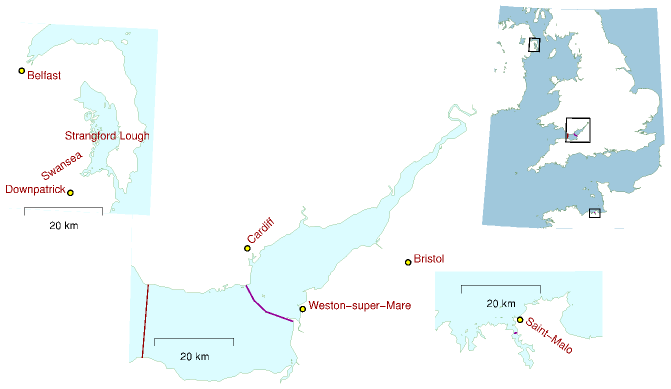 Belfast
Strangford Lough
Swansea
Downpatrick
20 km
Cardiff
Bristol
Weston-super-Mare
20 km
20 km
Saint-Malo